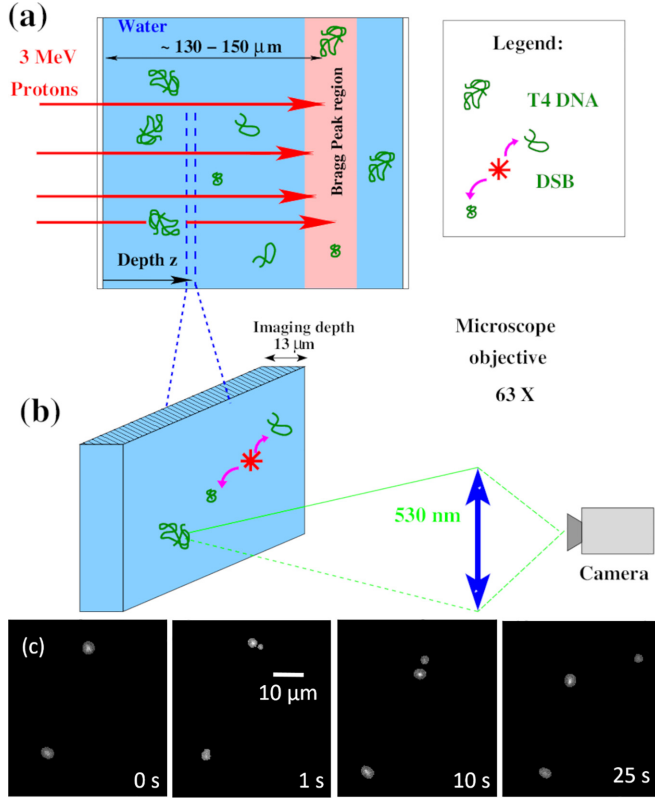 (a)
Water
~ 130 – 150 μm
3 MeV
Protons
Bragg Peak region
Depth z
Legend:
T4 DNA
DSB
Imaging depth
13 μm
Microscope
objective
63 X
(b)
530 nm
Camera
(c)
10 μm
0 s
1 s
10 s
25 s